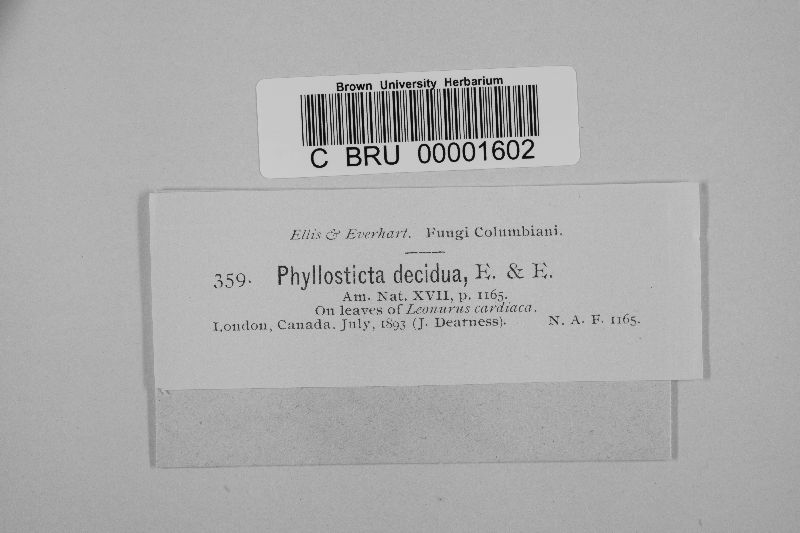 Brown University Herbarium
C BRU 00001602
Ellis & Everhart. Fungi Columbiani.
359. Phyllosticta decidua, E. & E.
Am. Nat. XVII, p. 1165.
On leaves of Leonurus cardiaca.
London, Canada. July, 1893 (J. Dearness). N. A. F. 1165.